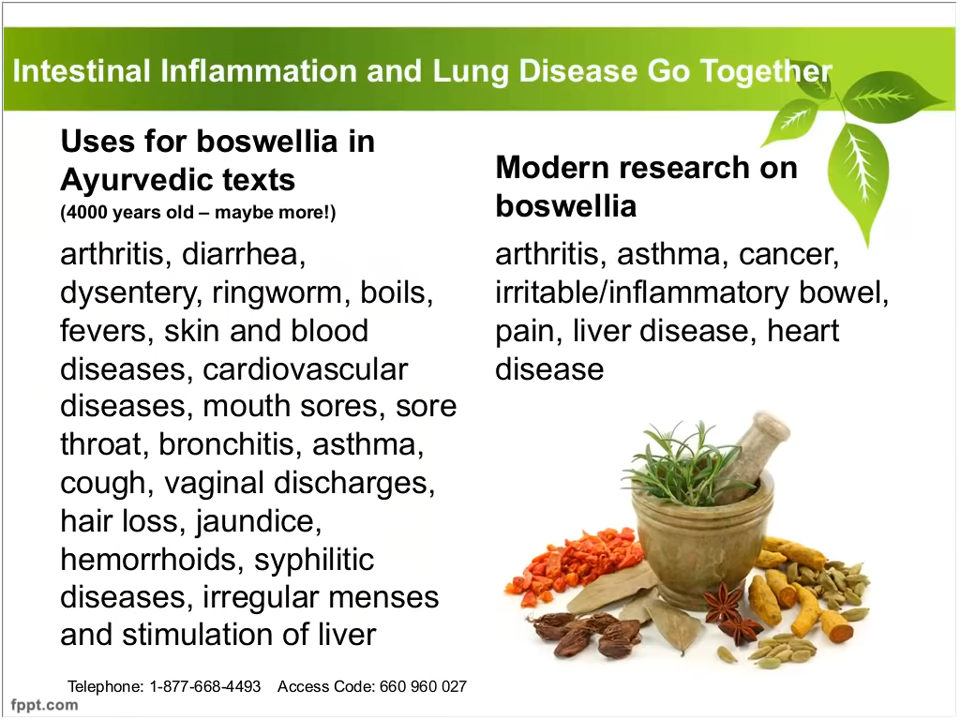 Intestinal Inflammation and Lung Disease Go Together
Uses for boswellia in
Ayurvedic texts
(4000 years old – maybe more!)
arthritis, diarrhea,
dysentery, ringworm, boils,
fevers, skin and blood
diseases, cardiovascular
diseases, mouth sores, sore
throat, bronchitis, asthma,
cough, vaginal discharges,
hair loss, jaundice,
hemorrhoids, syphilitic
diseases, irregular menses
and stimulation of liver
Modern research on
boswellia
arthritis, asthma, cancer,
irritable/inflammatory bowel,
pain, liver disease, heart
disease
Telephone: 1-877-668-4493    Access Code: 660 960 027
fppt.com